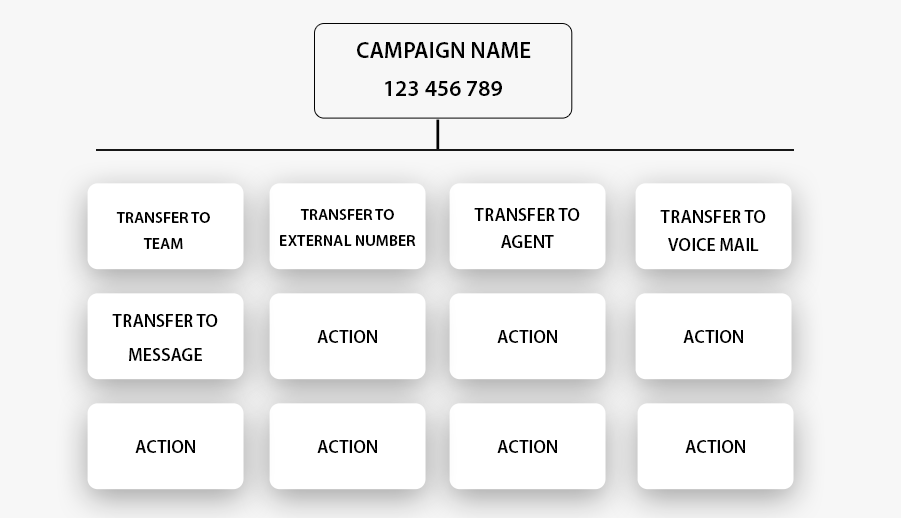 CAMPAIGN NAME
123 456 789
TRANSFER TO
TEAM
TRANSFER TO
EXTERNAL NUMBER
TRANSFER TO
AGENT
TRANSFER TO
VOICE MAIL
TRANSFER TO
MESSAGE
ACTION
ACTION
ACTION
ACTION
ACTION
ACTION
ACTION